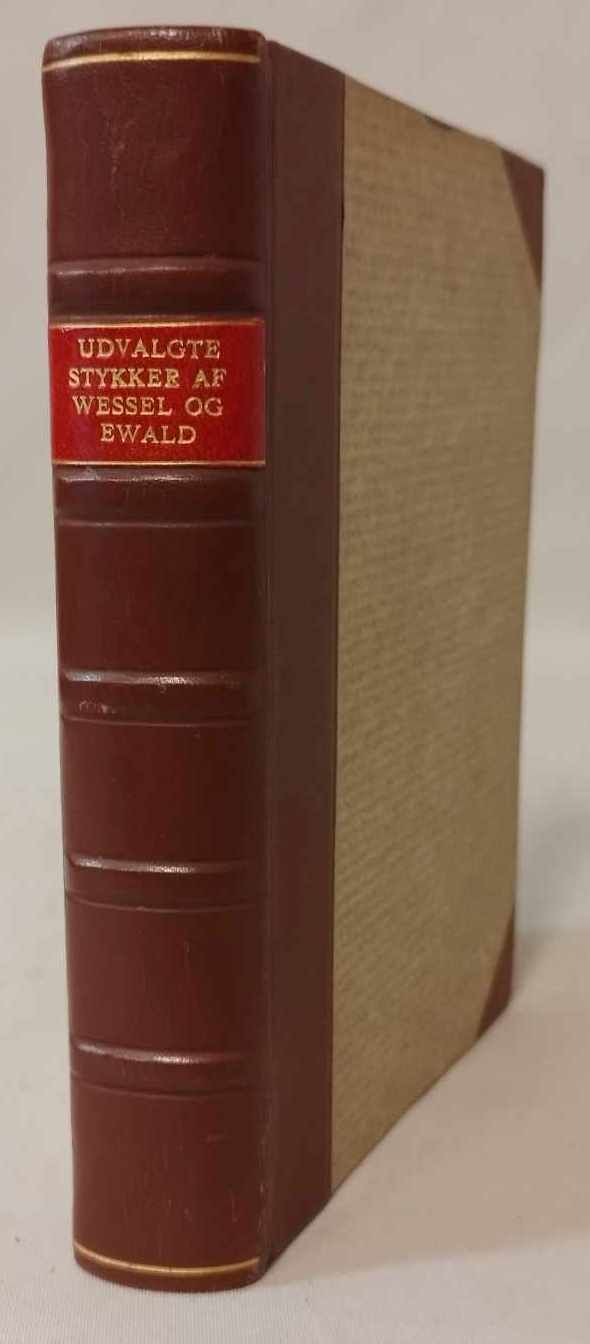 UDVALGTE
STYKKER AF
WESSEL OG
EWALD